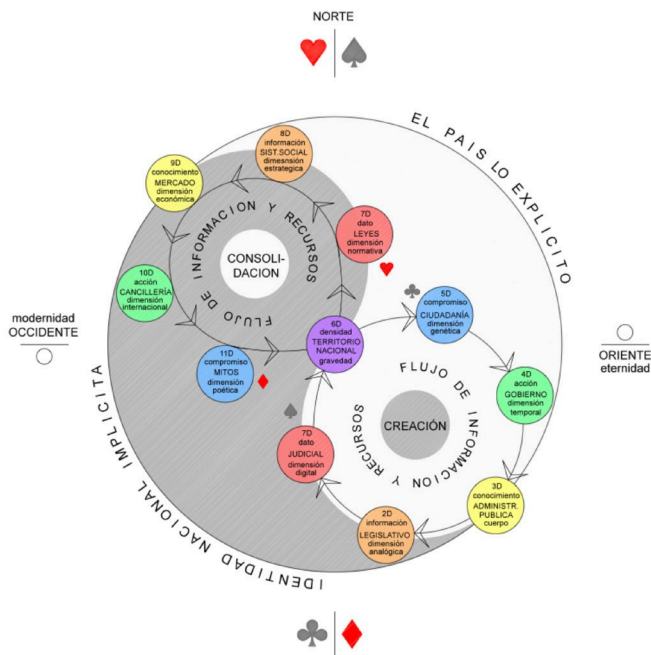 NORTE
EL PAIS LO EXPLICITO
8D
información
SIST.SOCIAL
dimesnsión
estrategica
9D
conocimiento
MERCADO
dimensión
económica
7D
dato
LEYES
dimensión
normativa
FLUJO DE INFORMACION Y RECURSOS
CONSOLI-
DACION
10D
acción
CANCILLERÍA
dimensión
internacional
5D
compromiso
CIUDADANÍA
dimensión
genética
modernidad
OCCIDENTE
6D
densidad
TERRITORIO
NACIONAL
gravedad
ORIENTE
eternidad
11D
compromiso
MITOS
dimensión
poética
4D
acción
GOBIERNO
dimensión
temporal
FLUJO DE INFORMACION Y RECURSOS
CREACIÓN
7D
dato
JUDICIAL
dimensión
digital
3D
conocimiento
ADMINISTR.
PUBLICA
cuerpo
2D
información
LEGISLATIVO
dimensión
analógica
IDENTIDAD NACIONAL IMPLICITA